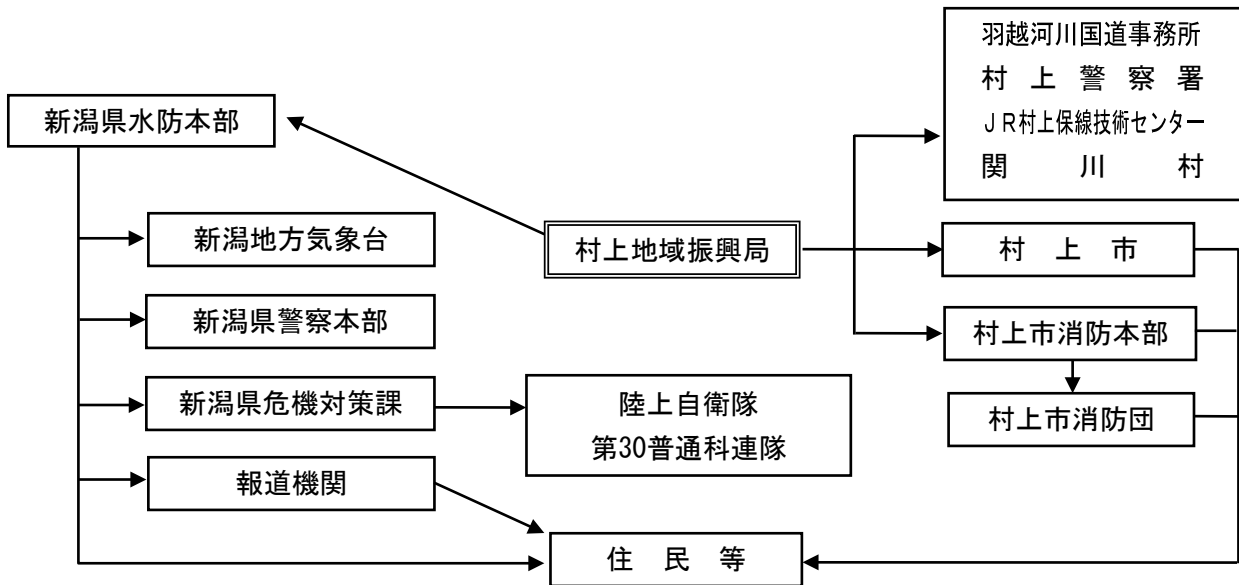 羽越河川国道事務所
村上警察署
JR村上保線技術センター
関川村
新潟県水防本部
新潟地方気象台
村上地域振興局
村上市
新潟県警察本部
村上市消防本部
新潟県危機対策課
陸上自衛隊
第30普通科連隊
村上市消防団
報道機関
住民等